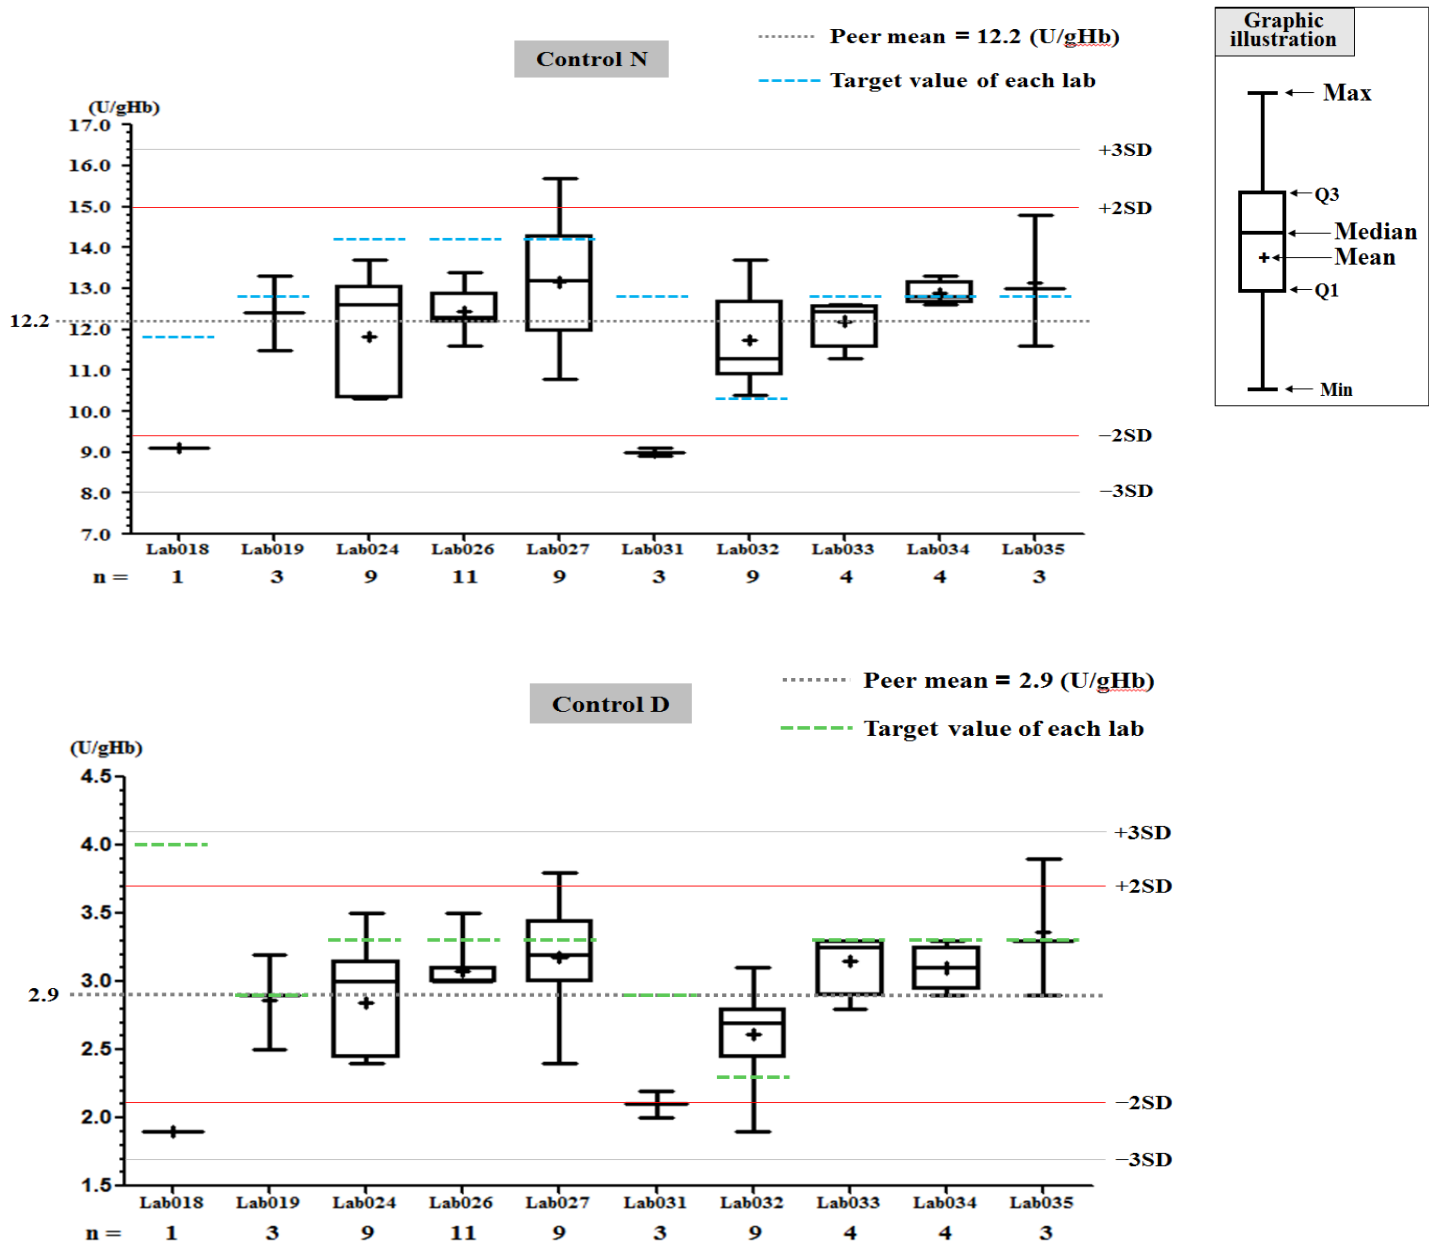 Control N
Peer mean = 12.2 (U/gHb)
Target value of each lab
Graphic
illustration
Max
Q3
Median
Mean
Q1
Min
(U/gHb)
17.0
16.0
15.0
14.0
13.0
12.2
12.0
11.0
10.0
9.0
8.0
7.0
+3SD
+2SD
−2SD
−3SD
Lab018 Lab019 Lab024 Lab026 Lab027 Lab031 Lab032 Lab033 Lab034 Lab035
n = 1 3 9 11 9 3 9 4 4 3
Control D
Peer mean = 2.9 (U/gHb)
Target value of each lab
(U/gHb)
4.5
4.0
3.5
3.0
2.9
2.5
2.0
1.5
+3SD
+2SD
−2SD
−3SD
Lab018 Lab019 Lab024 Lab026 Lab027 Lab031 Lab032 Lab033 Lab034 Lab035
n = 1 3 9 11 9 3 9 4 4 3